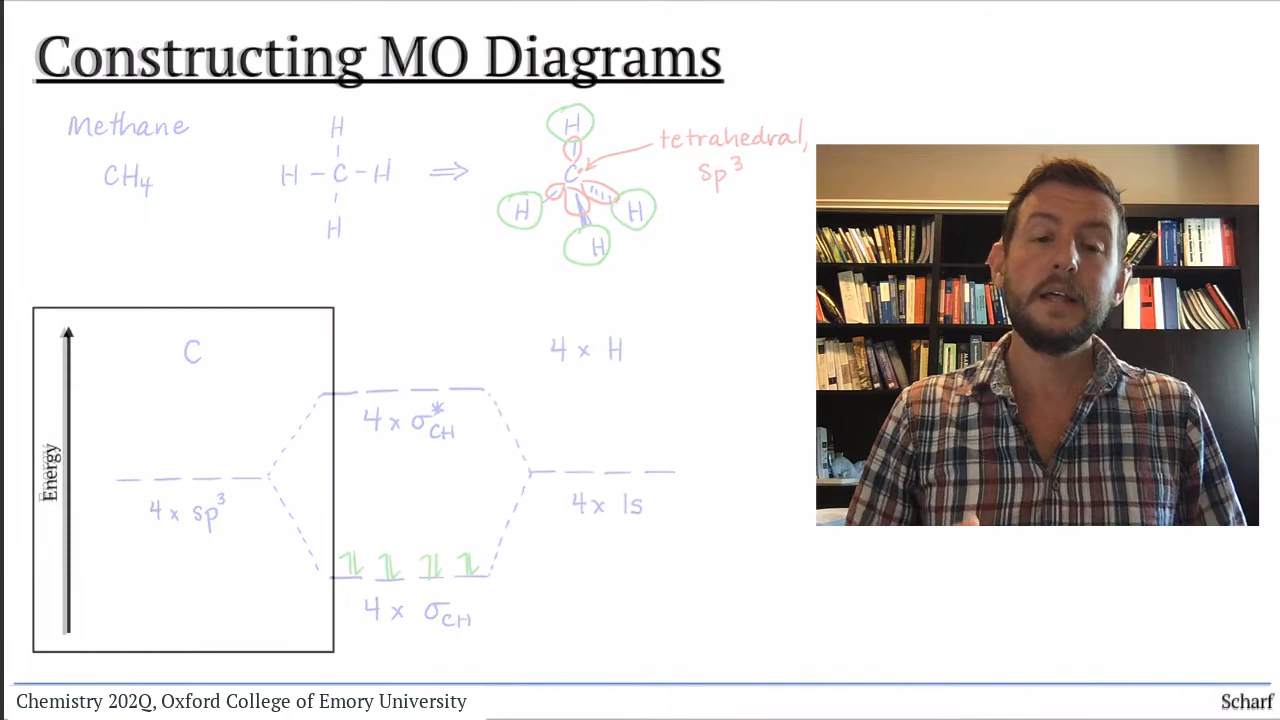 Constructing MO Diagrams
Methane
CH4
H
H – C – H
H
⇒
H
C
H
H
H
tetrahedral,
sp³
Energy
C
4 x H
4 x σ*CH
4 x sp³
4 x 1s
4 x σCH
Chemistry 202Q, Oxford College of Emory University
Scharf